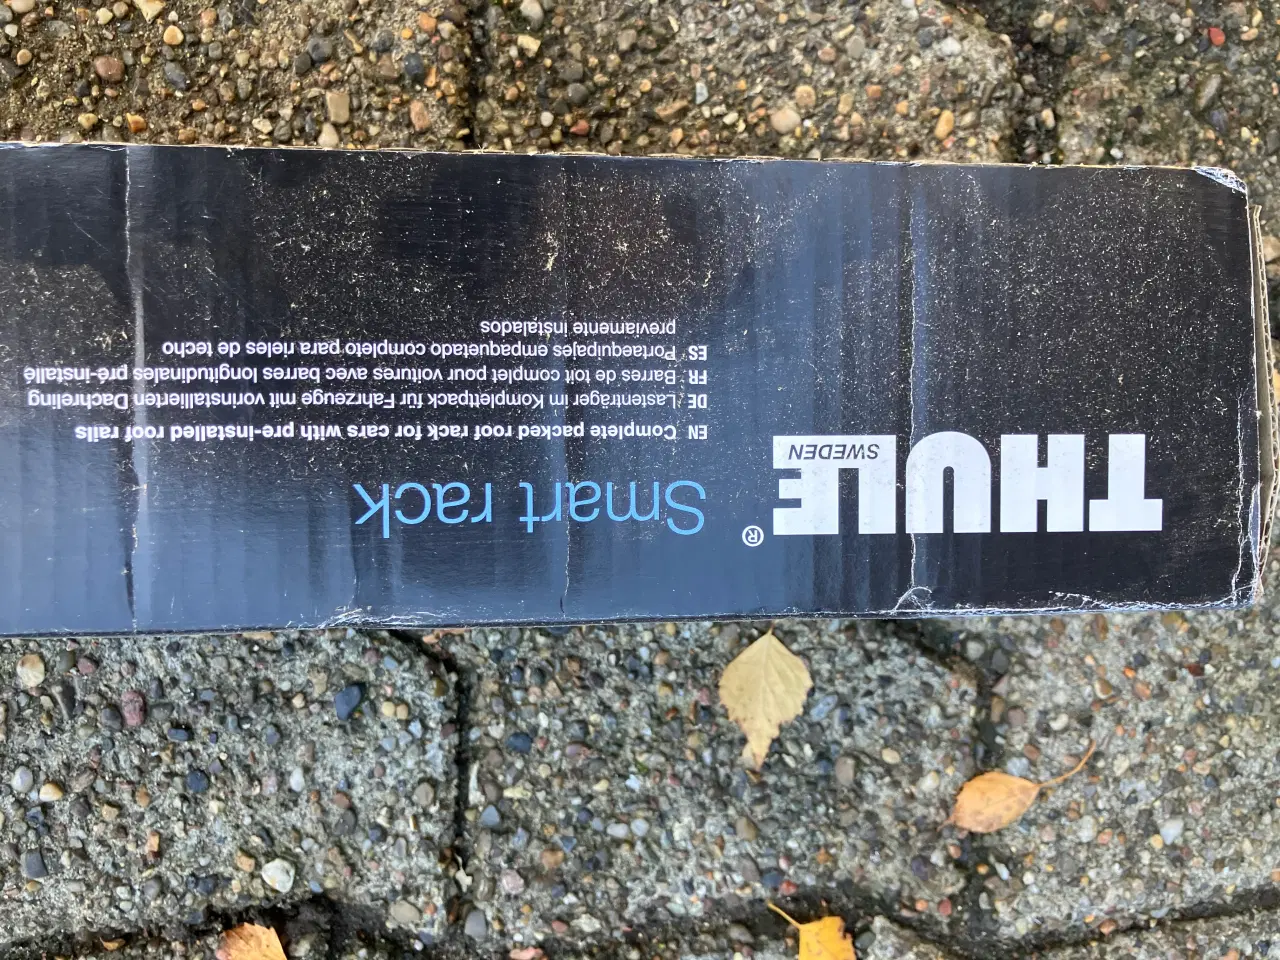 THULE®
SWEDEN
Smart rack
EN Complete packed roof rack for cars with pre-installed roof rails
DE Lastenträger im Komplettpack für Fahrzeuge mit vorinstallierten Dachreling
FR Barres de toit complet pour voitures avec barres longitudinales pré-installé
ES Portaequipajes empaquetado completo para rieles de techo
previamente instalados